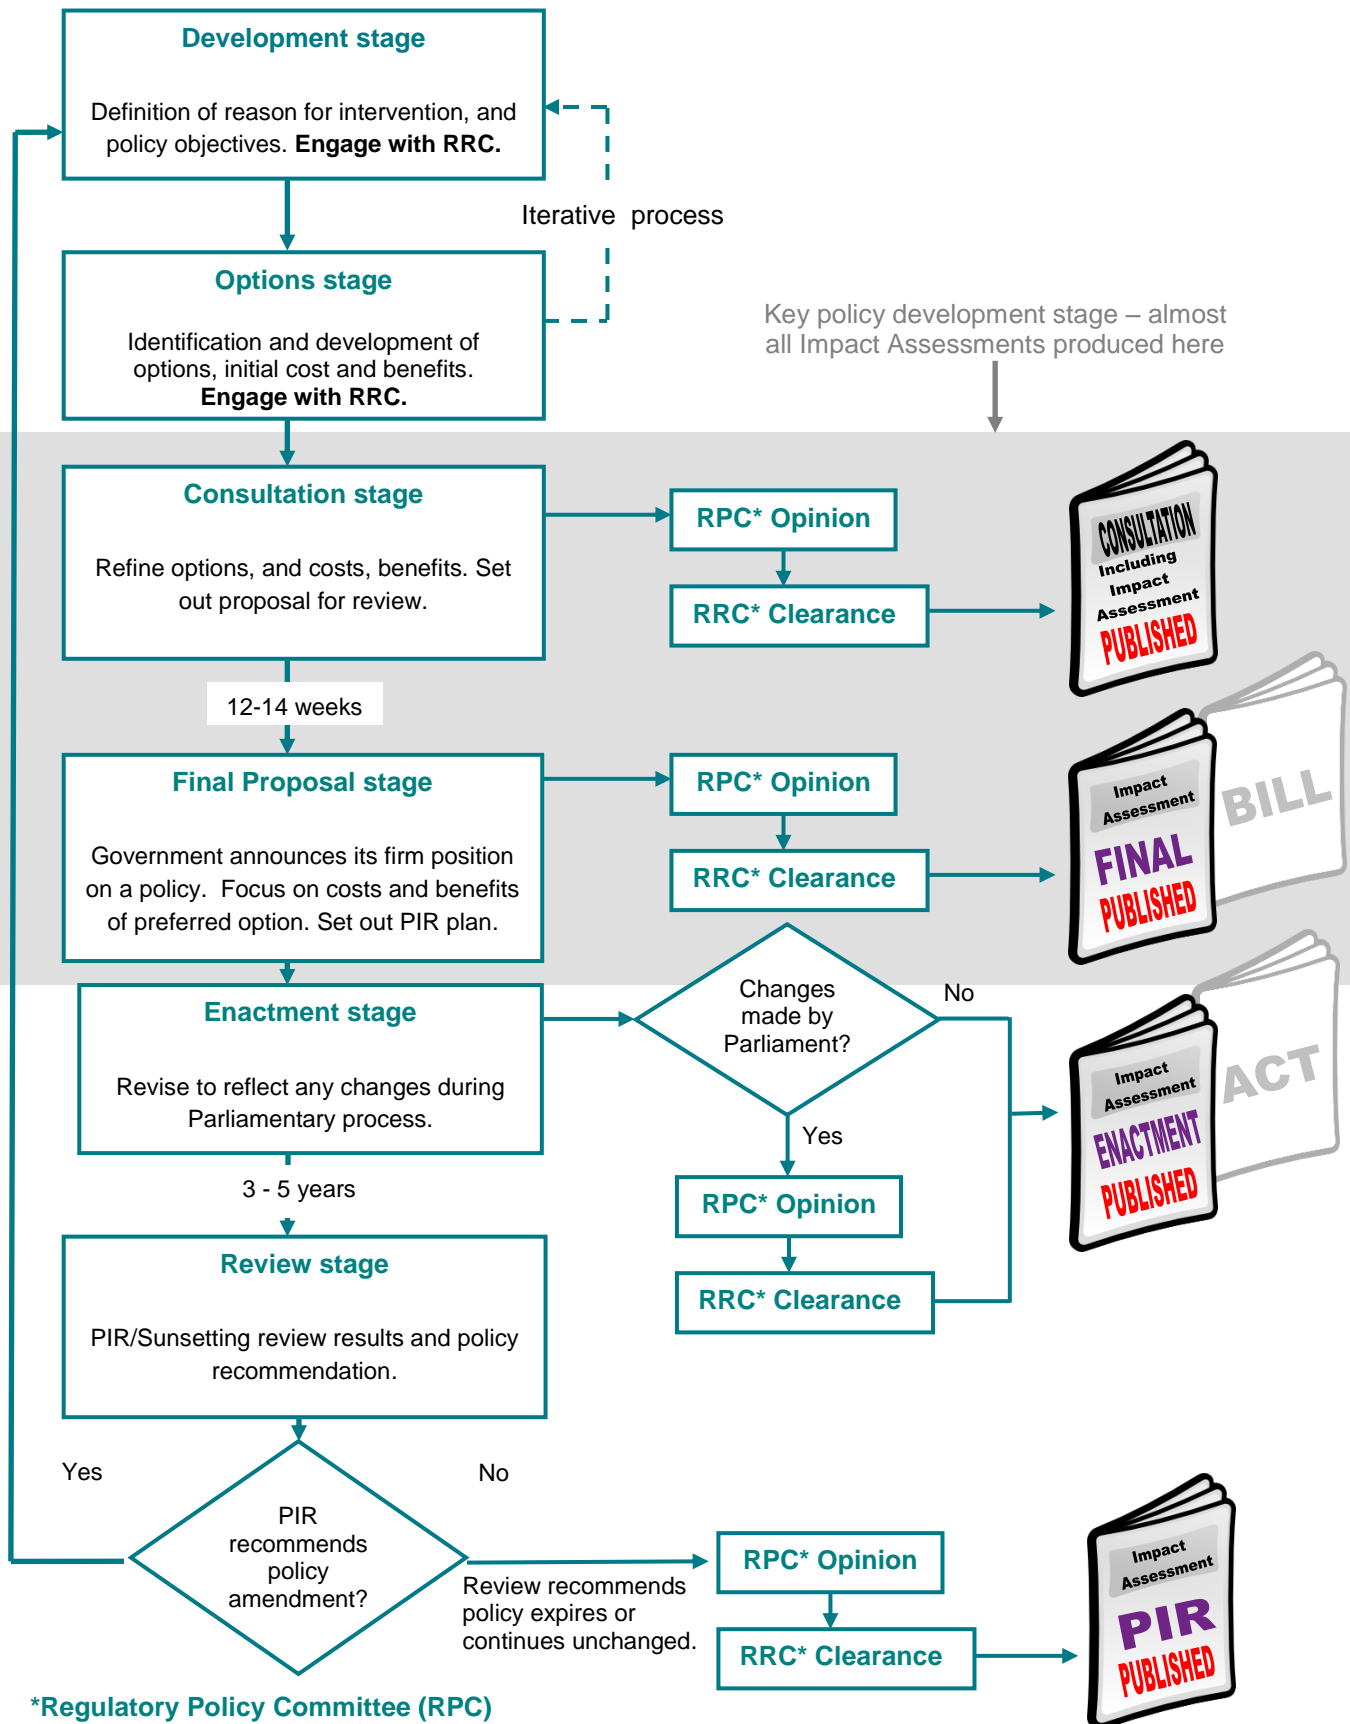 Development stage
Definition of reason for intervention, and
policy objectives. Engage with RRC.
Iterative process
Options stage
Identification and development of
options, initial cost and benefits.
Engage with RRC.
Key policy development stage – almost
all Impact Assessments produced here
Consultation stage
Refine options, and costs, benefits. Set
out proposal for review.
RPC* Opinion
RRC* Clearance
CONSULTATION
Including
Impact
Assessment
PUBLISHED
12-14 weeks
Final Proposal stage
Government announces its firm position
on a policy. Focus on costs and benefits
of preferred option. Set out PIR plan.
RPC* Opinion
RRC* Clearance
Impact
Assessment
FINAL
PUBLISHED
BILL
Enactment stage
Revise to reflect any changes during
Parliamentary process.
Changes
made by
Parliament?
No
Yes
RPC* Opinion
RRC* Clearance
Impact
Assessment
ENACTMENT
PUBLISHED
ACT
3 - 5 years
Review stage
PIR/Sunsetting review results and policy
recommendation.
Yes
No
PIR
recommends
policy
amendment?
Review recommends
policy expires or
continues unchanged.
RPC* Opinion
RRC* Clearance
Impact
Assessment
PIR
PUBLISHED
*Regulatory Policy Committee (RPC)